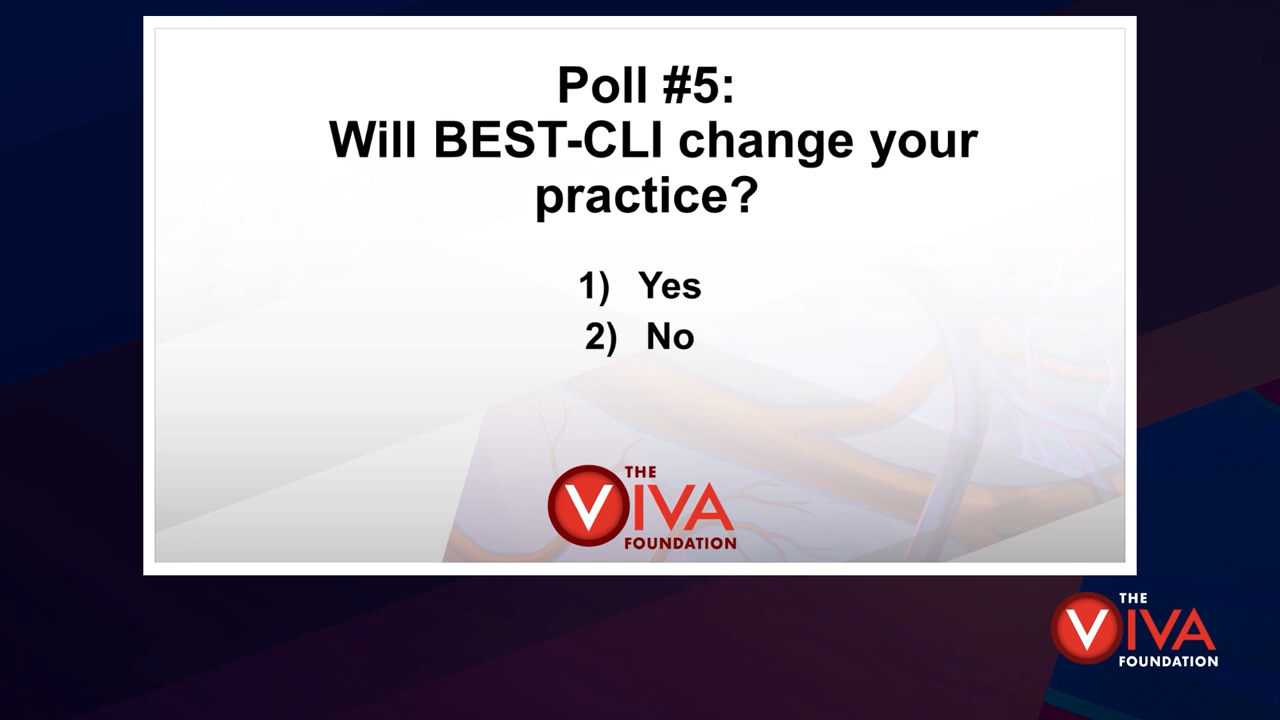 Poll #5:
Will BEST-CLI change your
practice?
1) Yes
2) No
THE
VIVA
FOUNDATION
THE
VIVA
FOUNDATION